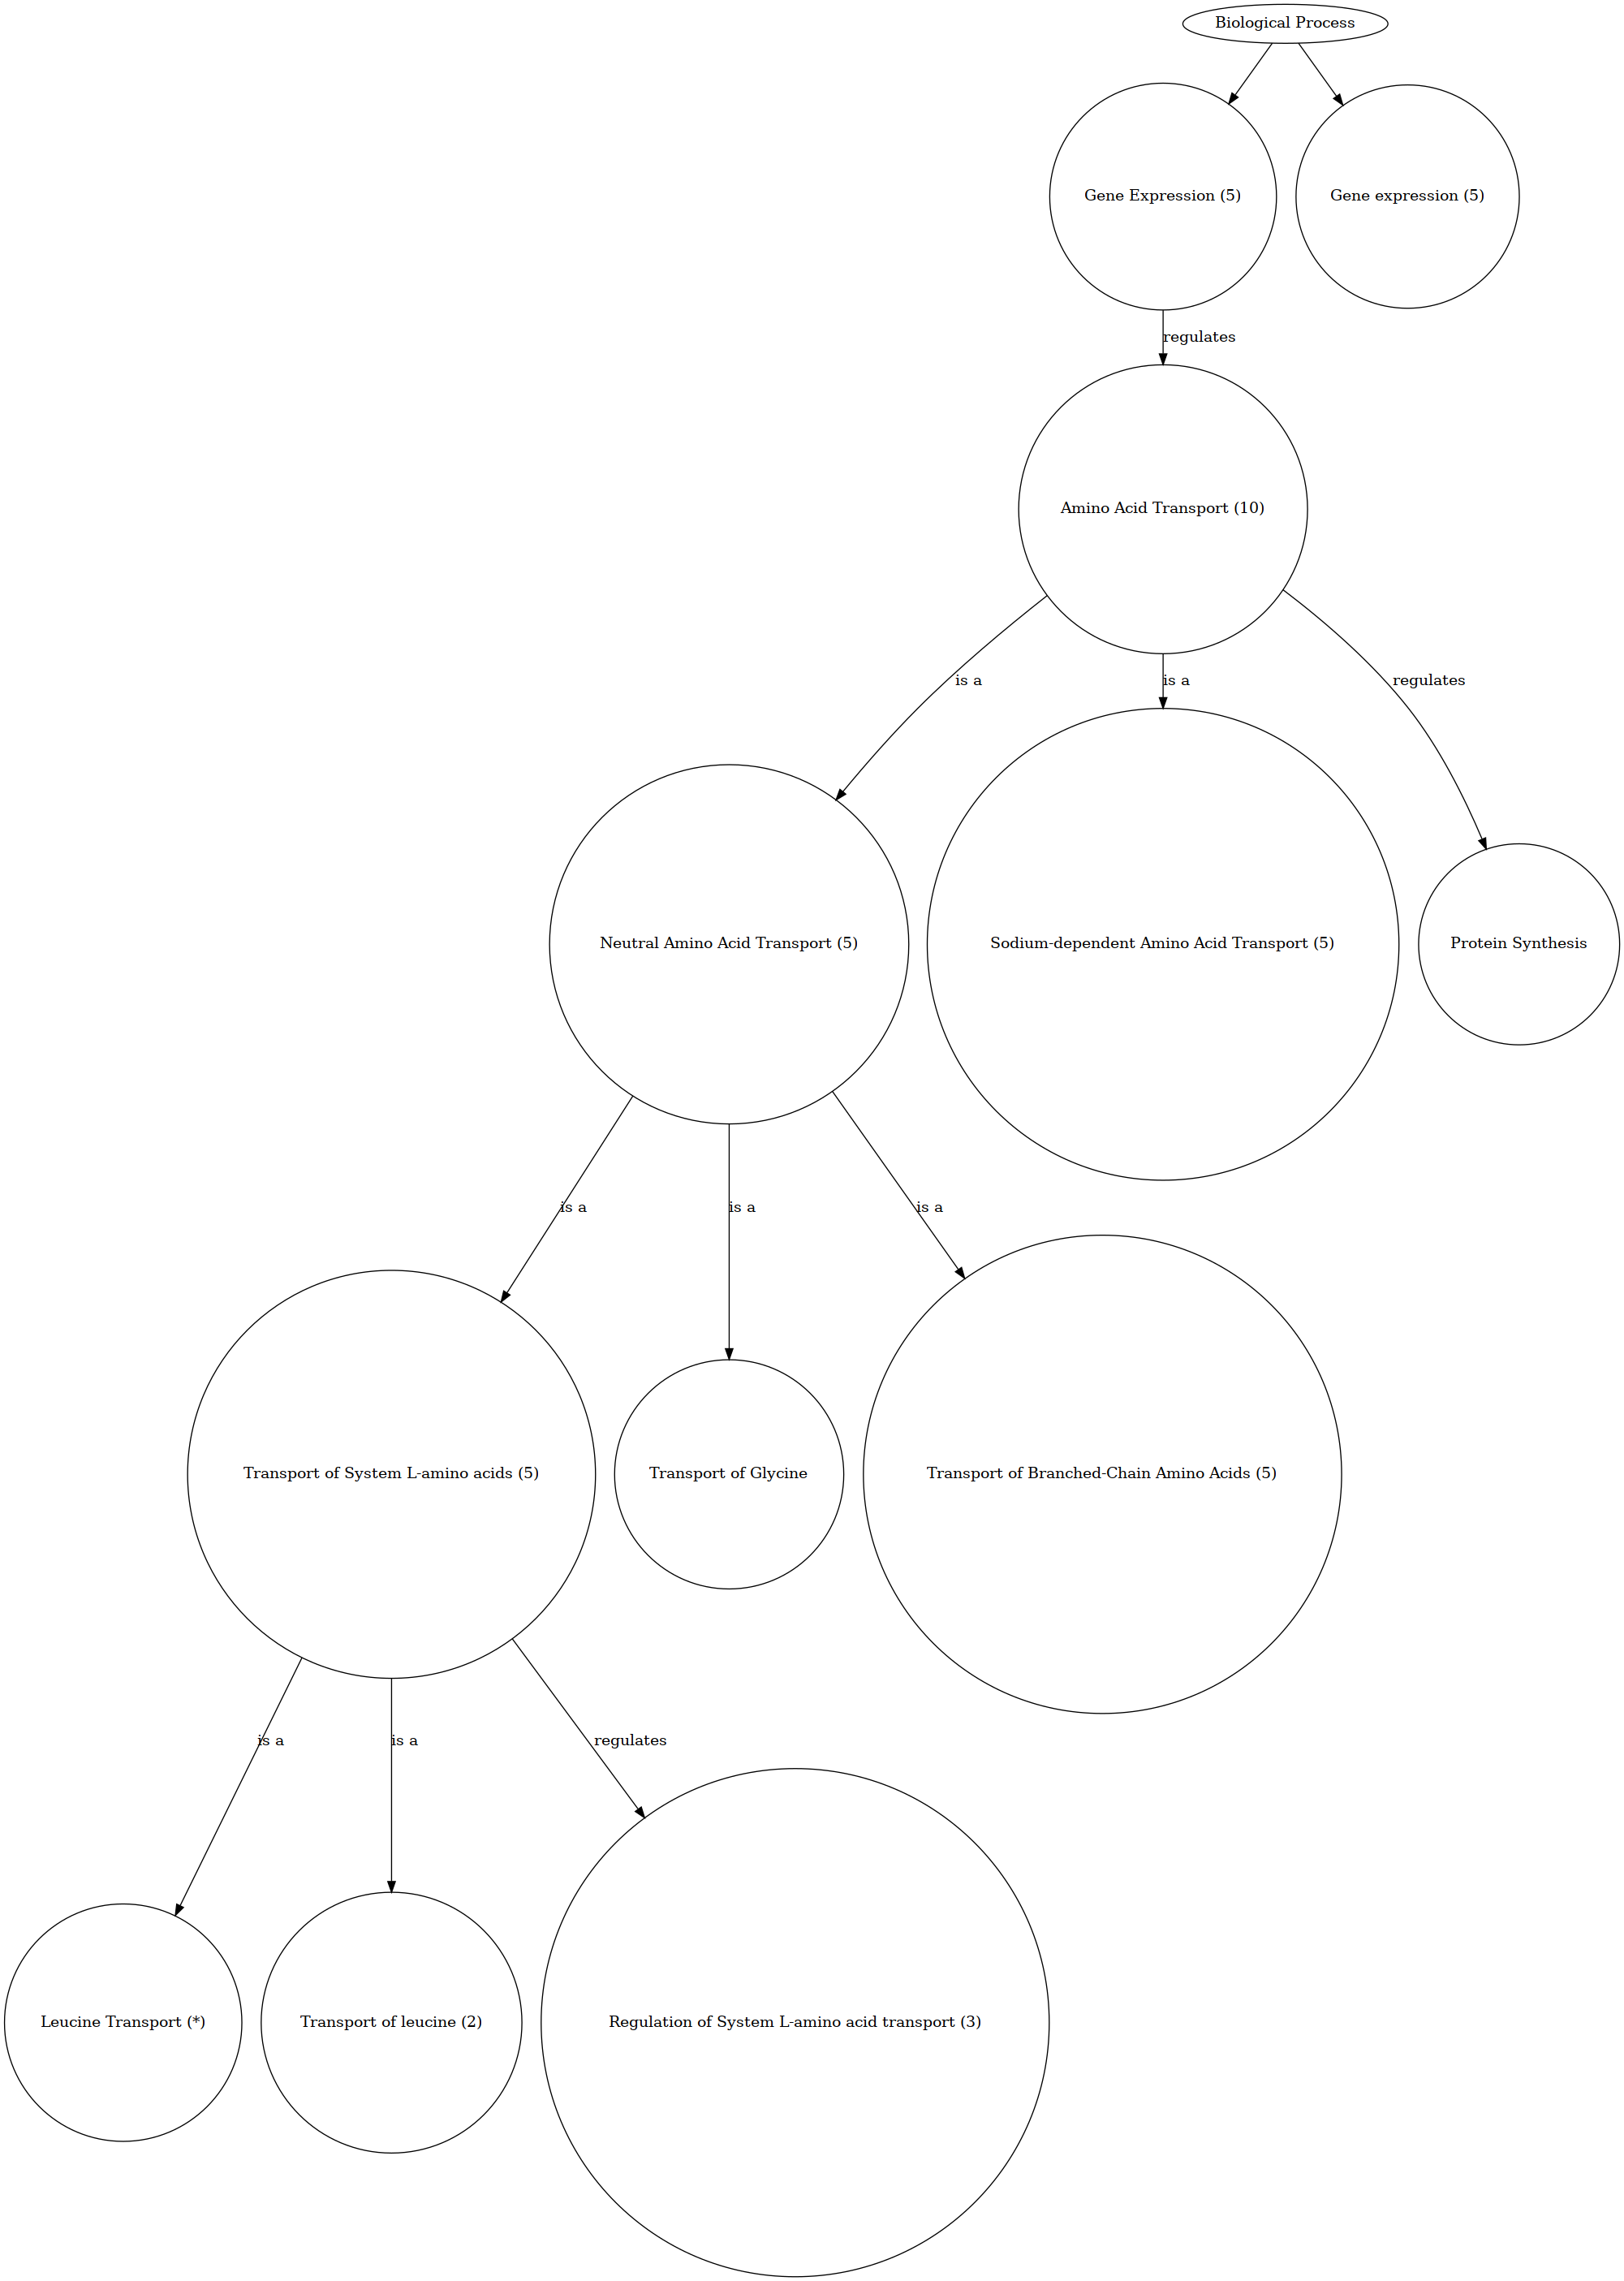 Biological Process
Gene Expression (5)
Gene expression (5)
regulates
Amino Acid Transport (10)
is a
is a
regulates
Neutral Amino Acid Transport (5)
Sodium-dependent Amino Acid Transport (5)
Protein Synthesis
is a
is a
is a
Transport of System L-amino acids (5)
Transport of Glycine
Transport of Branched-Chain Amino Acids (5)
is a
is a
regulates
Leucine Transport (*)
Transport of leucine (2)
Regulation of System L-amino acid transport (3)